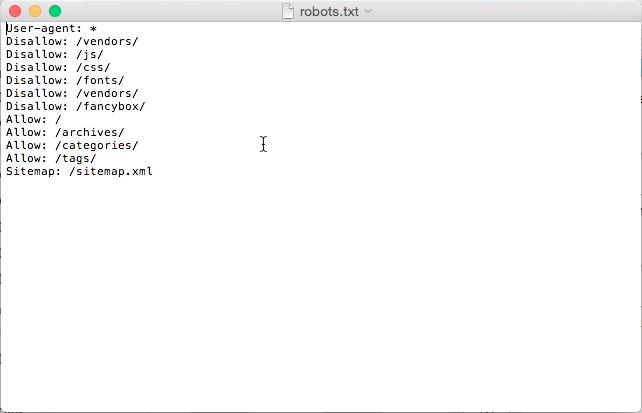 robots.txt
User-agent: *
Disallow: /vendors/
Disallow: /js/
Disallow: /css/
Disallow: /fonts/
Disallow: /vendors/
Disallow: /fancybox/
Allow: /
Allow: /archives/
Allow: /categories/
Allow: /tags/
Sitemap: /sitemap.xml